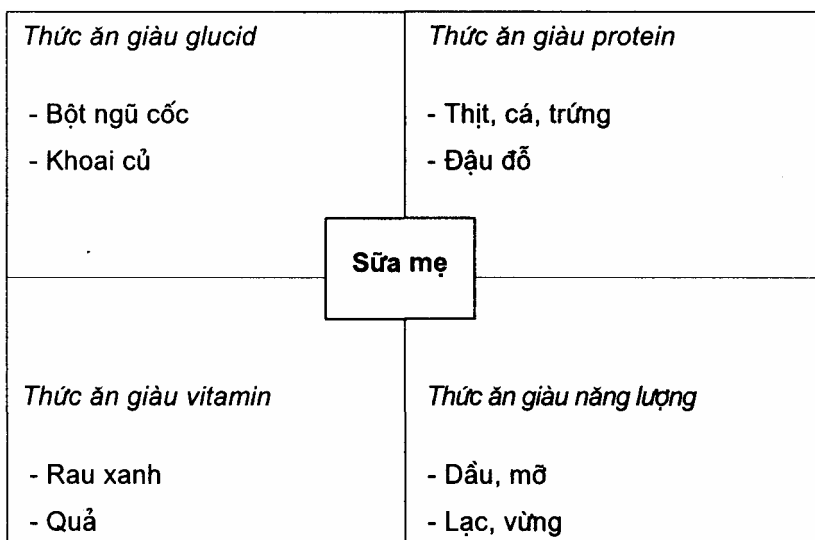 Thức ăn giàu glucid
- Bột ngũ cốc
- Khoai củ
Thức ăn giàu protein
- Thịt, cá, trứng
- Đậu đỗ
Sữa mẹ
Thức ăn giàu vitamin
- Rau xanh
- Quả
Thức ăn giàu năng lượng
- Dầu, mỡ
- Lạc, vừng